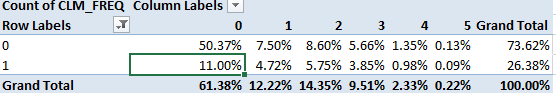 Count of CLM_FREQ Column Labels
Row Labels 0 1 2 3 4 5 Grand Total
0 50.37% 7.50% 8.60% 5.66% 1.35% 0.13% 73.62%
1 11.00% 4.72% 5.75% 3.85% 0.98% 0.09% 26.38%
Grand Total 61.38% 12.22% 14.35% 9.51% 2.33% 0.22% 100.00%